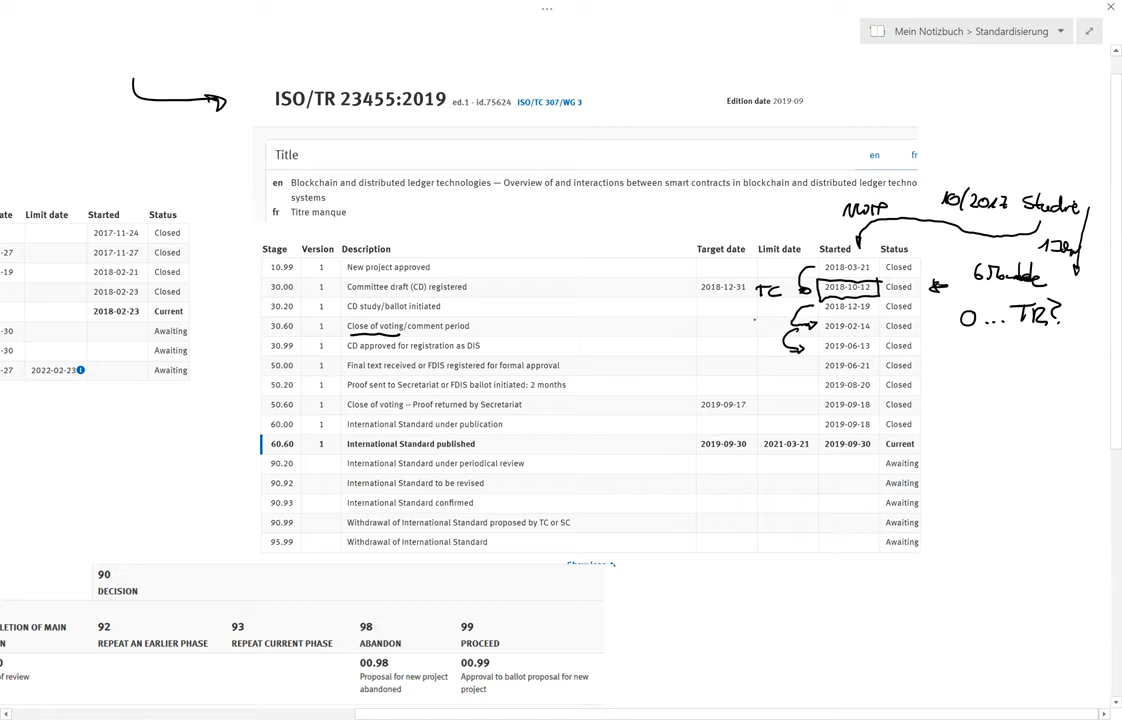 ...
Mein Notizbuch > Standardisierung
ISO/TR 23455:2019 ed.1 - id.75624 ISO/TC 307/WG 3 Edition date 2019-09
Title en fr
en Blockchain and distributed ledger technologies — Overview of and interactions between smart contracts in blockchain and distributed ledger techno
systems
fr Titre manque
10/2017 Studie
6 Monate
0 ... TR?
TC
ate Limit date Started Status
2017-11-24 Closed
-27 2017-11-27 Closed
-19 2018-02-21 Closed
2018-02-23 Closed
2018-02-23 Current
-30 Awaiting
-30 Awaiting
-27 2022-02-23 Awaiting
Stage Version Description Target date Limit date Started Status
10.99 1 New project approved 2018-03-21 Closed
30.00 1 Committee draft (CD) registered 2018-12-31 2018-10-12 Closed
30.20 1 CD study/ballot initiated 2018-12-19 Closed
30.60 1 Close of voting/comment period 2019-02-14 Closed
30.99 1 CD approved for registration as DIS 2019-06-13 Closed
50.00 1 Final text received or FDIS registered for formal approval 2019-06-21 Closed
50.20 1 Proof sent to Secretariat or FDIS ballot initiated: 2 months 2019-08-20 Closed
50.60 1 Close of voting -- Proof returned by Secretariat 2019-09-17 2019-09-18 Closed
60.00 1 International Standard under publication 2019-09-18 Closed
60.60 1 International Standard published 2019-09-30 2021-03-21 2019-09-30 Current
90.20 International Standard under periodical review Awaiting
90.92 International Standard to be revised Awaiting
90.93 International Standard confirmed Awaiting
90.99 Withdrawal of International Standard proposed by TC or SC Awaiting
95.99 Withdrawal of International Standard Awaiting
90
DECISION
LETION OF MAIN 92 93 98 99
N REPEAT AN EARLIER PHASE REPEAT CURRENT PHASE ABANDON PROCEED
0 00.98 00.99
of review Proposal for new project Approval to ballot proposal for new
abandoned project